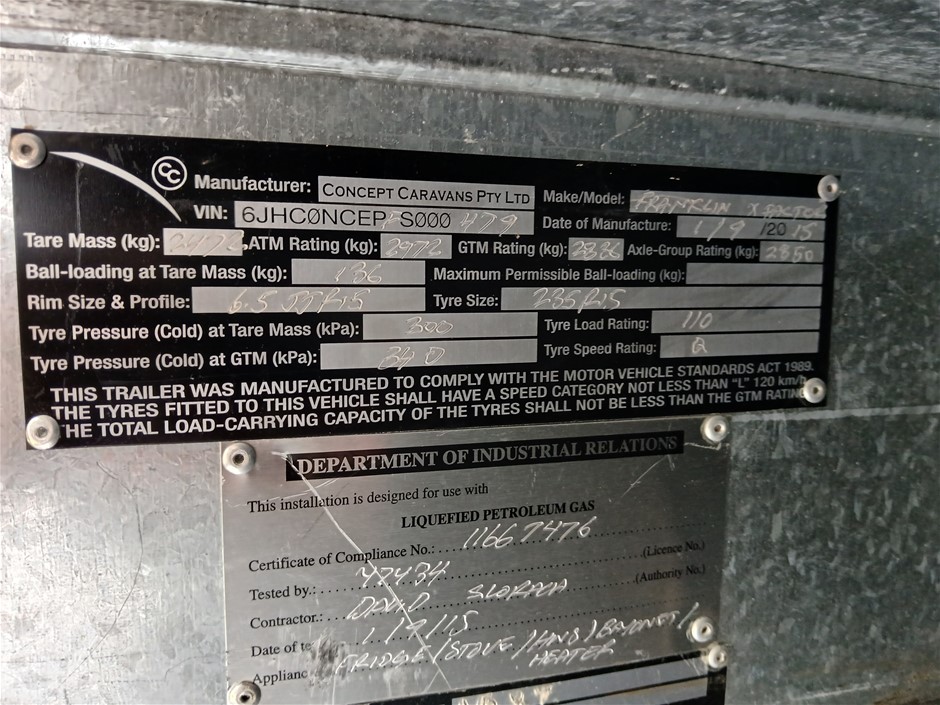 CC
Manufacturer: CONCEPT CARAVANS PTY LTD Make/Model: FRANKLIN
VIN: 6JHC0NCEP FS000 479 Date of Manufacture: 1/9 /20 15
Tare Mass (kg): ATM Rating (kg): 2972 GTM Rating (kg): Axle-Group Rating (kg):
Ball-loading at Tare Mass (kg): 136 Maximum Permissible Ball-loading (kg):
Rim Size & Profile: Tyre Size: 235R15
Tyre Pressure (Cold) at Tare Mass (kPa): 300 Tyre Load Rating: 110
Tyre Pressure (Cold) at GTM (kPa): 340 Tyre Speed Rating: Q
THIS TRAILER WAS MANUFACTURED TO COMPLY WITH THE MOTOR VEHICLE STANDARDS ACT 1989.
THE TYRES FITTED TO THIS VEHICLE SHALL HAVE A SPEED CATEGORY NOT LESS THAN "L" 120 km/h
THE TOTAL LOAD-CARRYING CAPACITY OF THE TYRES SHALL NOT BE LESS THAN THE GTM RATING
DEPARTMENT OF INDUSTRIAL RELATIONS
This installation is designed for use with
LIQUEFIED PETROLEUM GAS
Certificate of Compliance No.: 11667476
Tested by.: 47434 (Licence No.)
Contractor.: DAVID (Authority No.)
Date of te 1/9/15
Applianc FRIDGE/STOVE/ /BAYONET/
HEATER